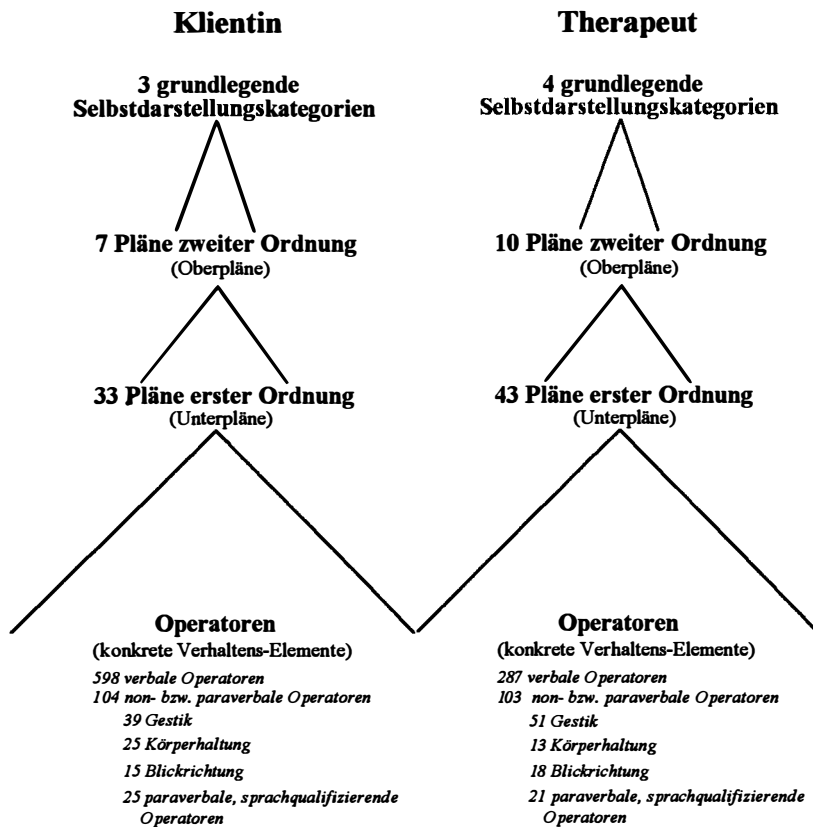 Klientin
3 grundlegende
Selbstdarstellungskategorien
7 Pläne zweiter Ordnung
(Oberpläne)
33 Pläne erster Ordnung
(Unterpläne)
Operatoren
(konkrete Verhaltens-Elemente)
598 verbale Operatoren
104 non- bzw. paraverbale Operatoren
39 Gestik
25 Körperhaltung
15 Blickrichtung
25 paraverbale, sprachqualifizierende
Operatoren
Therapeut
4 grundlegende
Selbstdarstellungskategorien
10 Pläne zweiter Ordnung
(Oberpläne)
43 Pläne erster Ordnung
(Unterpläne)
Operatoren
(konkrete Verhaltens-Elemente)
287 verbale Operatoren
103 non- bzw. paraverbale Operatoren
51 Gestik
13 Körperhaltung
18 Blickrichtung
21 paraverbale, sprachqualifizierende
Operatoren